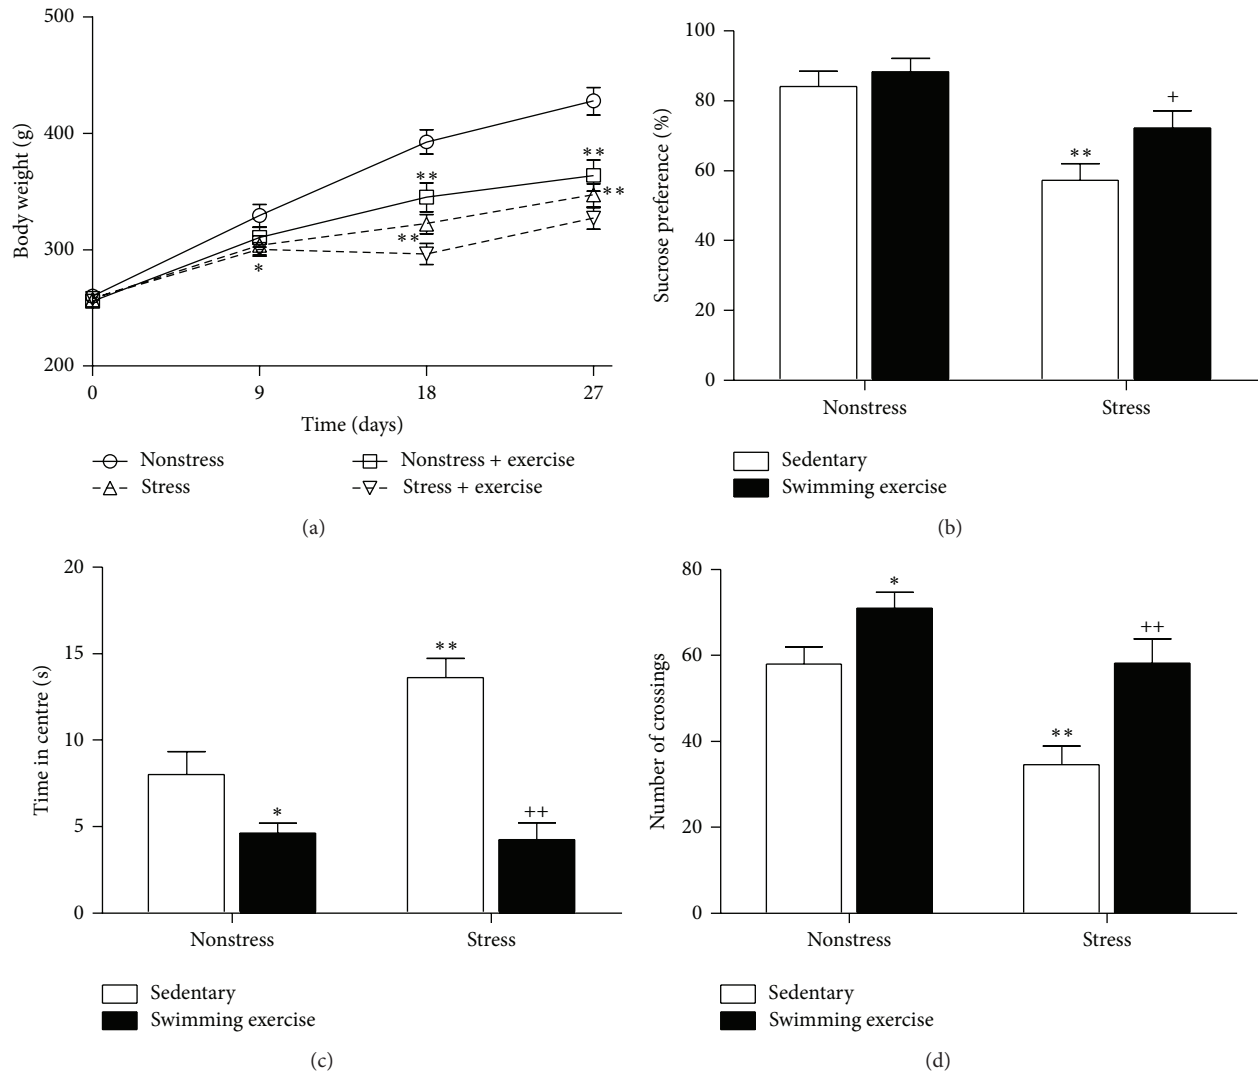 500
400
300
200
Body weight (g)
**
**
**
**
*
0 9 18 27
Time (days)
Nonstress
Nonstress + exercise
Stress
Stress + exercise
(a)
100
80
60
40
20
0
Sucrose preference (%)
**
+
Nonstress Stress
Sedentary
Swimming exercise
(b)
20
15
10
5
0
Time in centre (s)
*
**
++
Nonstress Stress
Sedentary
Swimming exercise
(c)
80
60
40
20
0
Number of crossings
*
**
++
Nonstress Stress
Sedentary
Swimming exercise
(d)